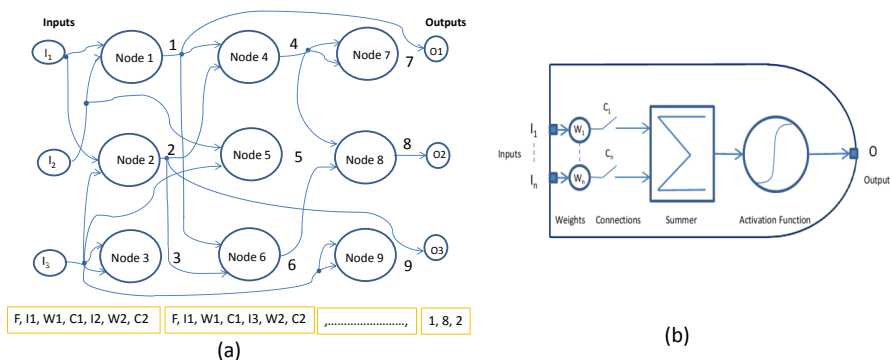 Inputs
Outputs
I1
Node 1
1
Node 4
4
Node 7
7
O1
I2
Node 2
2
Node 5
5
Node 8
8
O2
I3
Node 3
3
Node 6
6
Node 9
9
O3
F, I1, W1, C1, I2, W2, C2
F, I1, W1, C1, I3, W2, C2
,……………………,
1, 8, 2
(a)
I1
W1
C1
Inputs
In
Wn
Cn
O
Output
Weights Connections Summer Activation Function
(b)